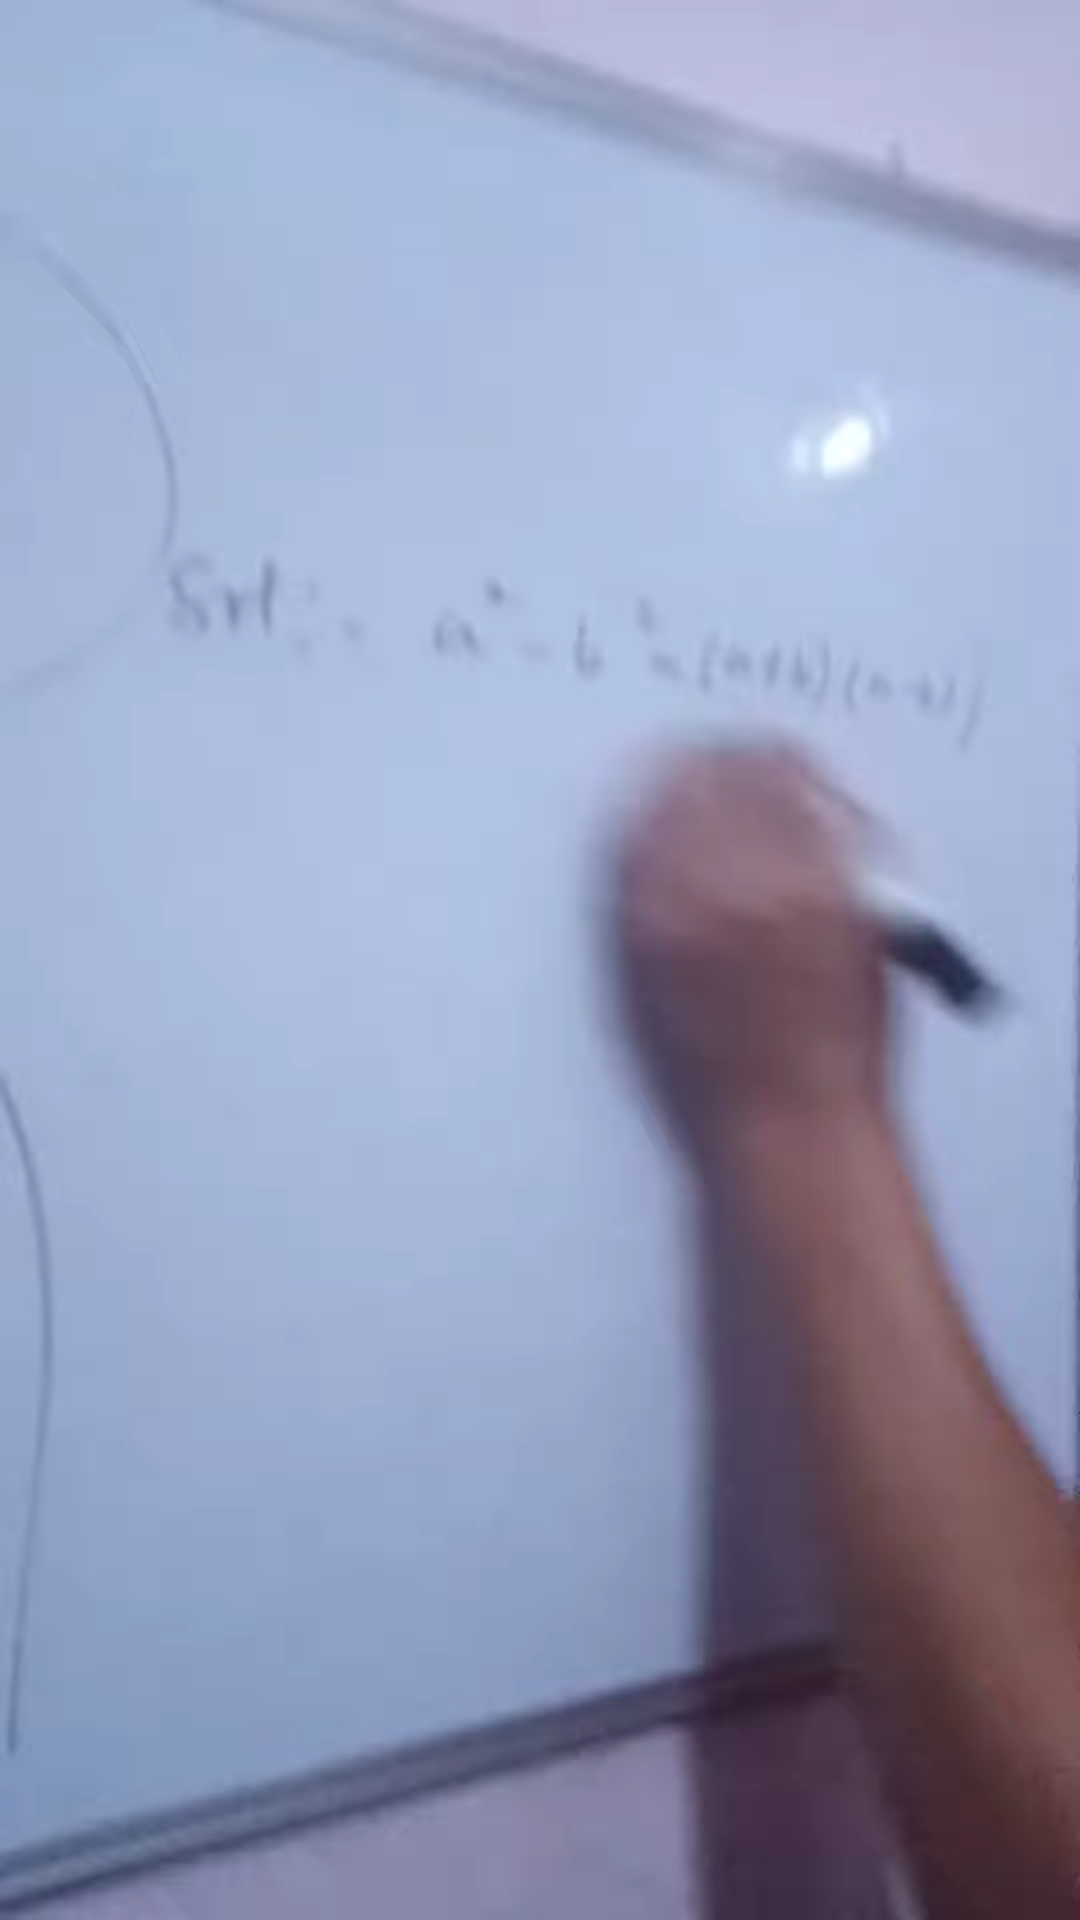 Sol:- a² - b² = (a+b)(a-b)